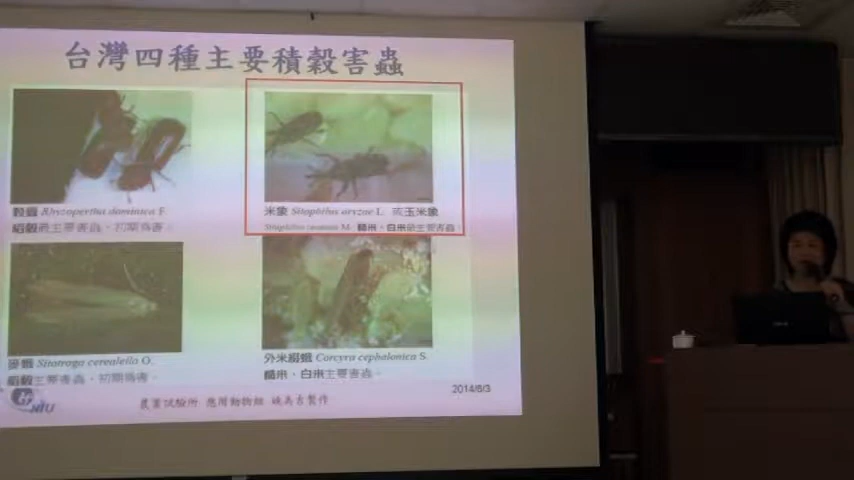 台灣四種主要積穀害蟲
穀蠹 Rhyzopertha dominica F.
稻穀最主要害蟲、初期為害。
米象 Sitophilus oryzae L. 或玉米象
Sitophilus zeamais M. 糙米、白米最主要害蟲。
麥蛾 Sitotroga cerealella O.
稻穀主要害蟲、初期為害。
外米綴蛾 Corcyra cephalonica S.
糙米、白米主要害蟲。
NIU
農業試驗所 應用動物組 姚美吉製作
2014/6/3